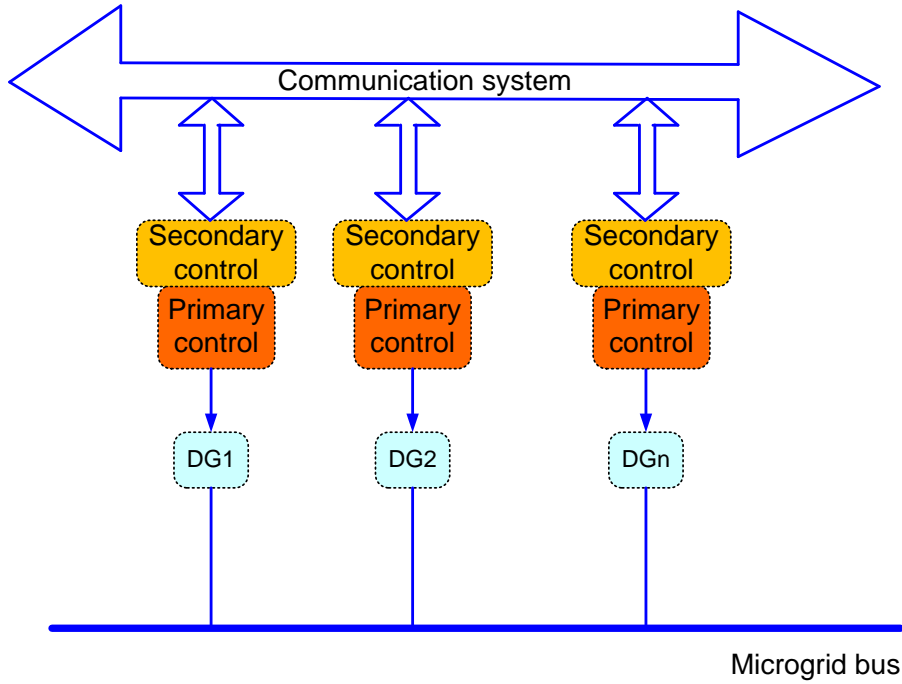 Communication system
Secondary
control
Secondary
control
Secondary
control
Primary
control
Primary
control
Primary
control
DG1
DG2
DGn
Microgrid bus